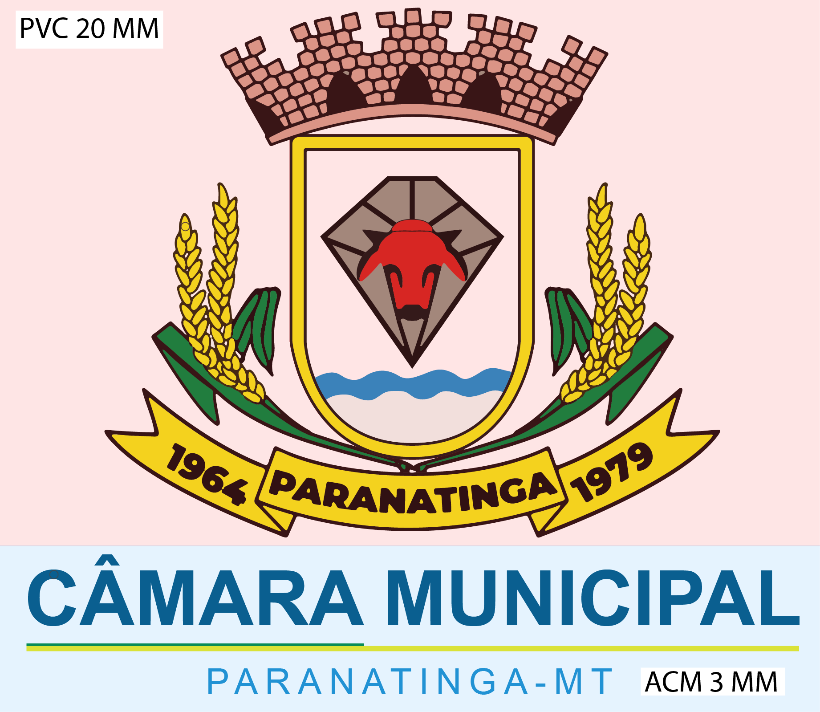 PVC 20 MM
1964
PARANATINGA
1979
CÂMARA MUNICIPAL
PARANATINGA-MT
ACM 3 MM